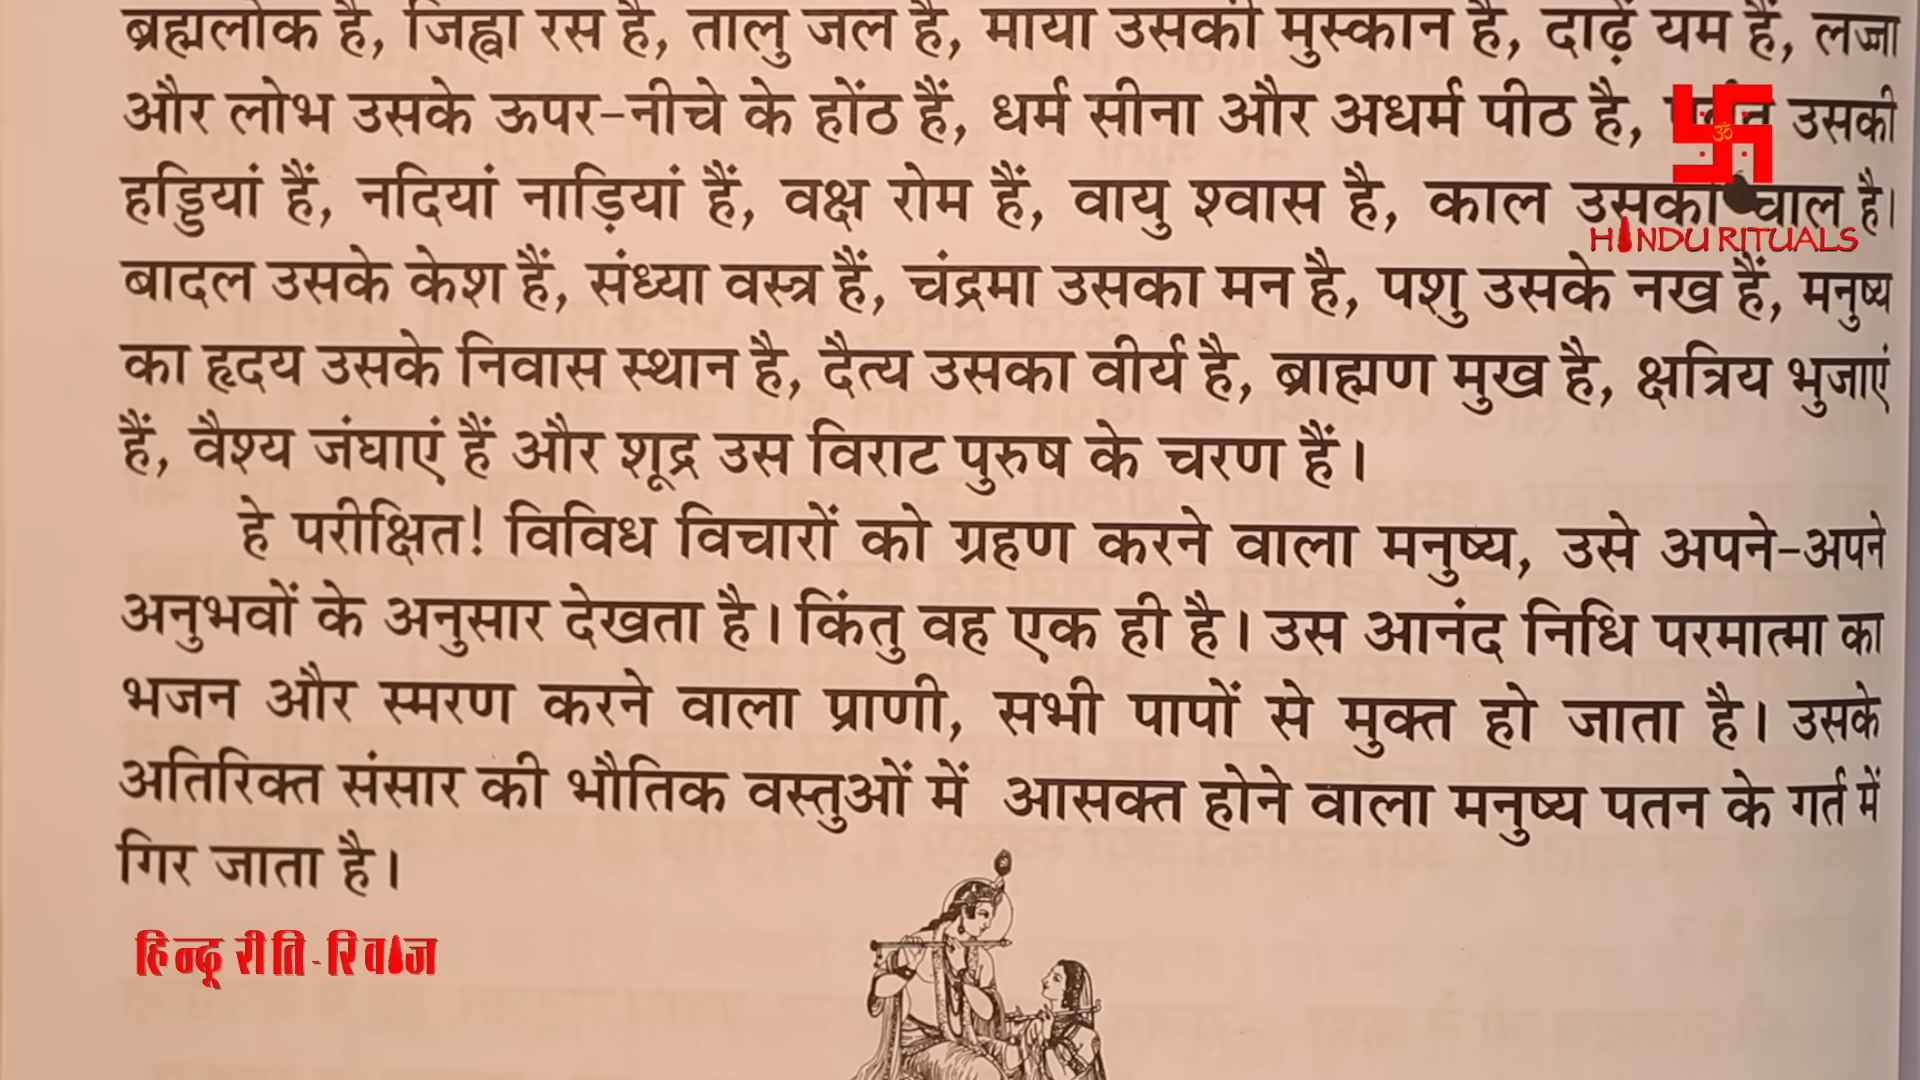 ब्रह्मलोक है, जिह्वा रस है, तालु जल है, माया उसकी मुस्कान है, दाढ़ें यम हैं, लज्जा
और लोभ उसके ऊपर-नीचे के होंठ हैं, धर्म सीना और अधर्म पीठ है, उसकी
हड्डियां हैं, नदियां नाड़ियां हैं, वक्ष रोम हैं, वायु श्वास है, काल उसकी चाल है।
HINDU RITUALS
बादल उसके केश हैं, संध्या वस्त्र हैं, चंद्रमा उसका मन है, पशु उसके नख हैं, मनुष्य
का हृदय उसके निवास स्थान है, दैत्य उसका वीर्य है, ब्राह्मण मुख है, क्षत्रिय भुजाएं
हैं, वैश्य जंघाएं हैं और शूद्र उस विराट पुरुष के चरण हैं।
हे परीक्षित! विविध विचारों को ग्रहण करने वाला मनुष्य, उसे अपने-अपने
अनुभवों के अनुसार देखता है। किंतु वह एक ही है। उस आनंद निधि परमात्मा का
भजन और स्मरण करने वाला प्राणी, सभी पापों से मुक्त हो जाता है। उसके
अतिरिक्त संसार की भौतिक वस्तुओं में आसक्त होने वाला मनुष्य पतन के गर्त में
गिर जाता है।
हिन्दू रीति-रिवाज